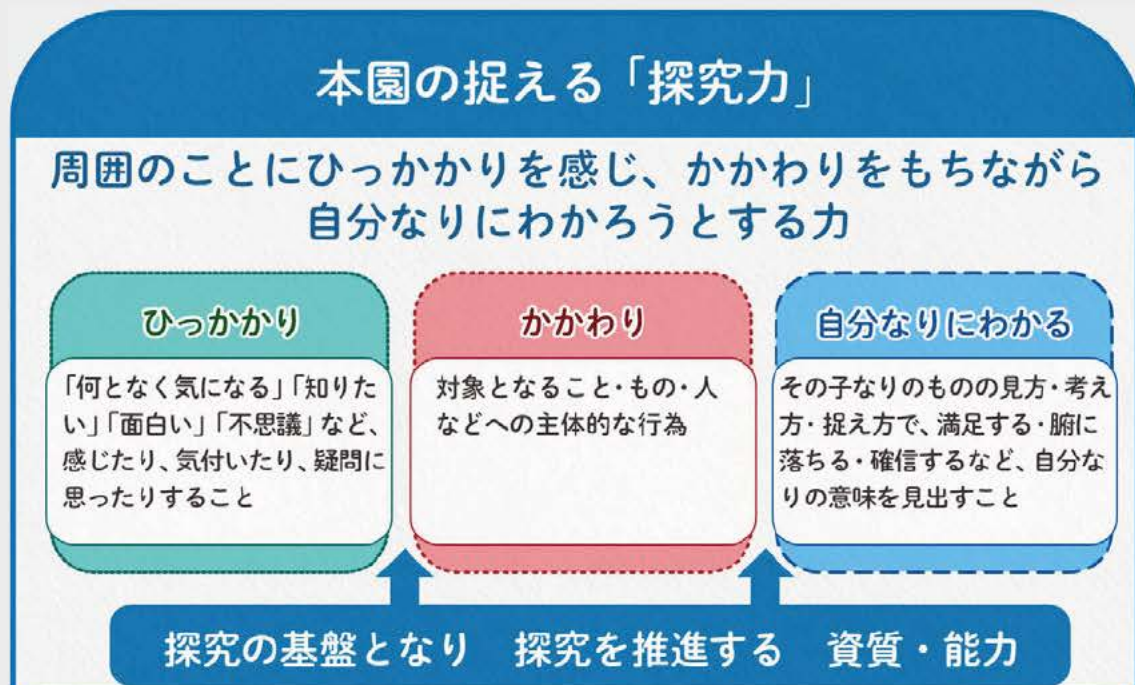 本園の捉える「探究力」
周囲のことにひっかかりを感じ、かかわりをもちながら
自分なりにわかろうとする力
ひっかかり
「何となく気になる」「知りた
い」「面白い」「不思議」など、
感じたり、気付いたり、疑問に
思ったりすること
かかわり
対象となること・もの・人
などへの主体的な行為
自分なりにわかる
その子なりのものの見方・考え
方・捉え方で、満足する・腑に
落ちる・確信するなど、自分な
りの意味を見出すこと
探究の基盤となり 探究を推進する 資質・能力